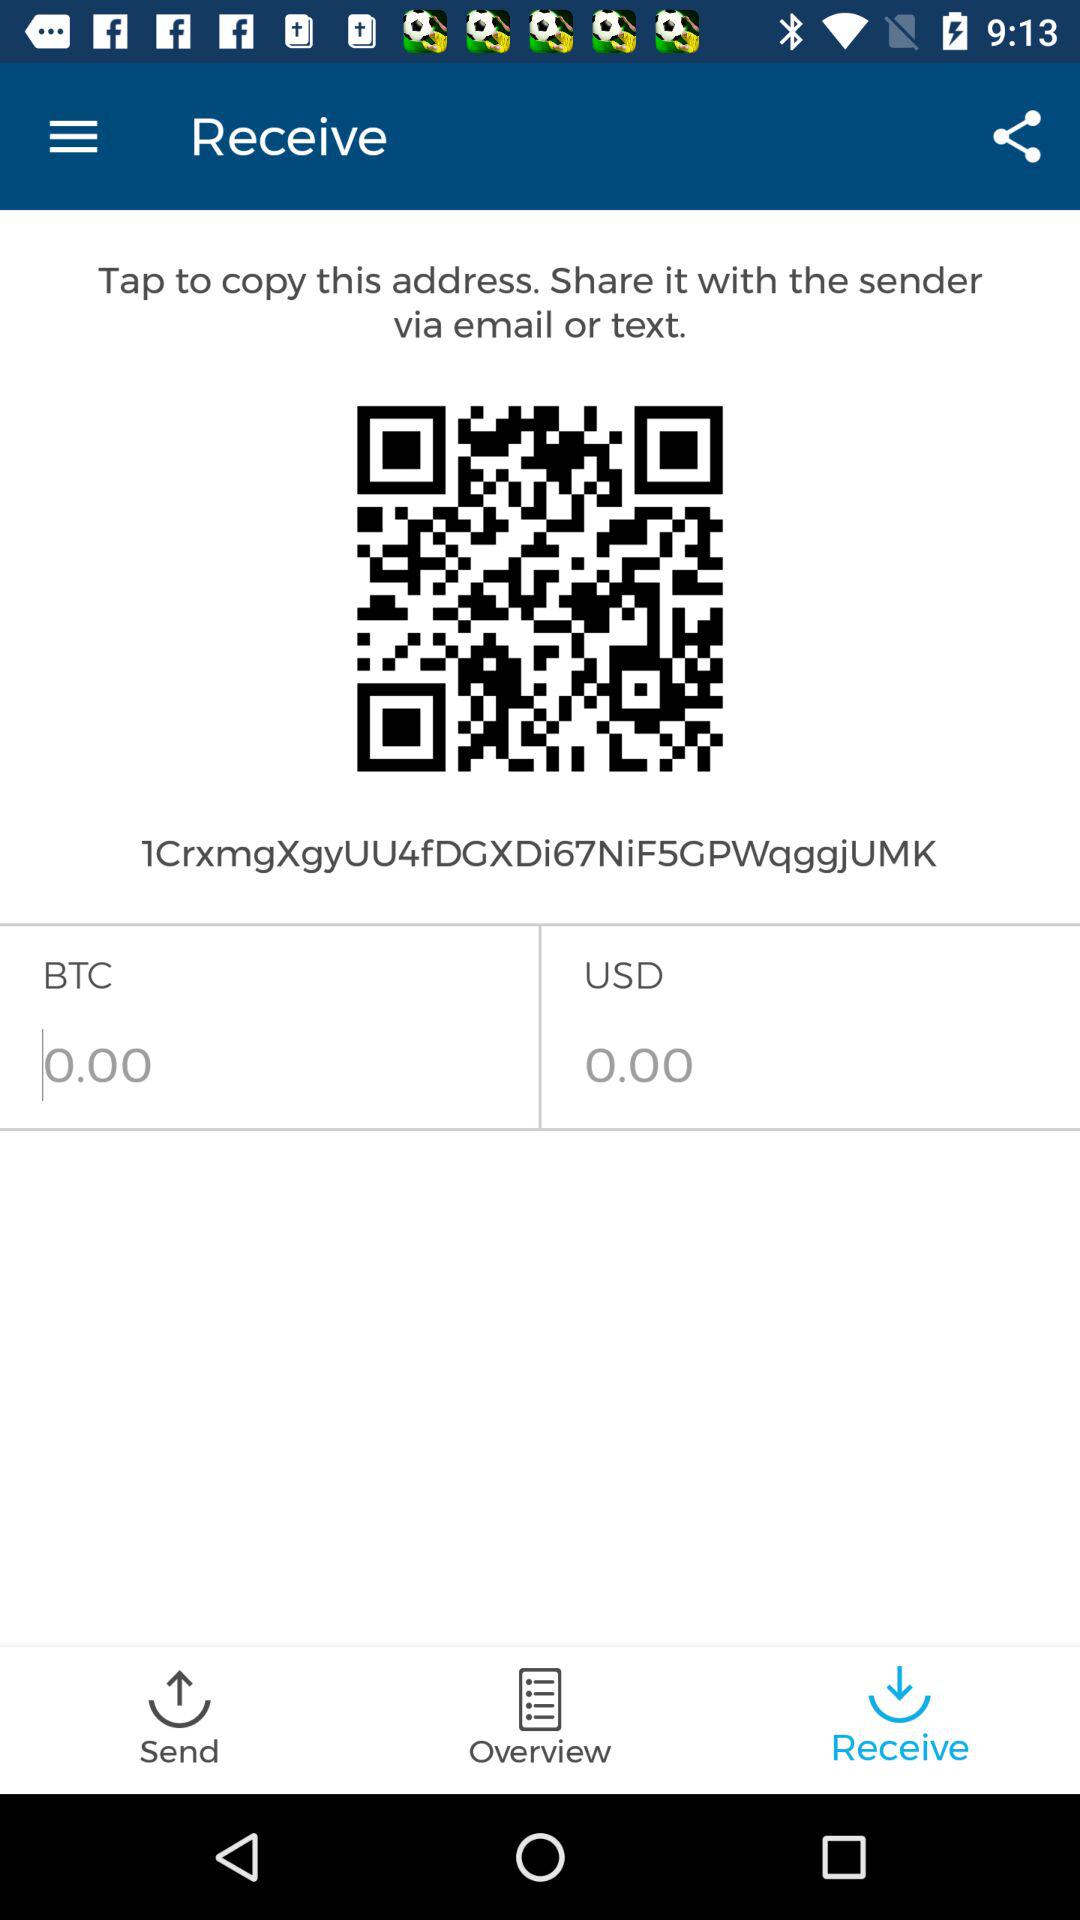 9:13
Receive
Tap to copy this address. Share it with the sender
via email or text.
1CrxmgXgyUU4fDGXDi67NiF5GPWqggjUMK
BTC
USD
0.00
0.00
Send
Overview
Receive